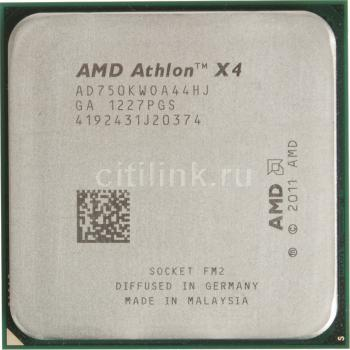 AMD Athlon™ X4
AD750KWOA44HJ
GA 1227PGS
4192431J20374
citilink.ru
AMD
© 2011 AMD
SOCKET FM2
DIFFUSED IN GERMANY
MADE IN MALAYSIA
S